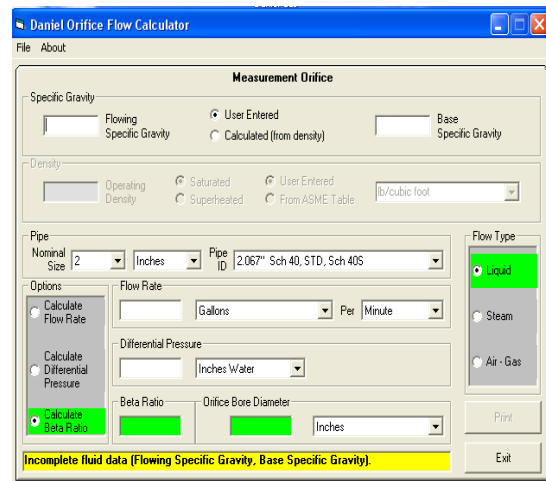 Daniel Orifice Flow Calculator
File About
Measurement Orifice
Specific Gravity
Flowing
Specific Gravity
User Entered
Calculated (from density)
Base
Specific Gravity
Density
Operating
Density
Saturated
Superheated
User Entered
From ASME Table
lb/cubic foot
Pipe
Nominal
Size
2
Inches
Pipe
ID
2.067" Sch 40, STD, Sch 40S
Flow Type
Liquid
Steam
Air - Gas
Options
Calculate
Flow Rate
Calculate
Differential
Pressure
Calculate
Beta Ratio
Flow Rate
Gallons
Per
Minute
Differential Pressure
Inches Water
Beta Ratio
Orifice Bore Diameter
Inches
Print
Exit
Incomplete fluid data (Flowing Specific Gravity, Base Specific Gravity).